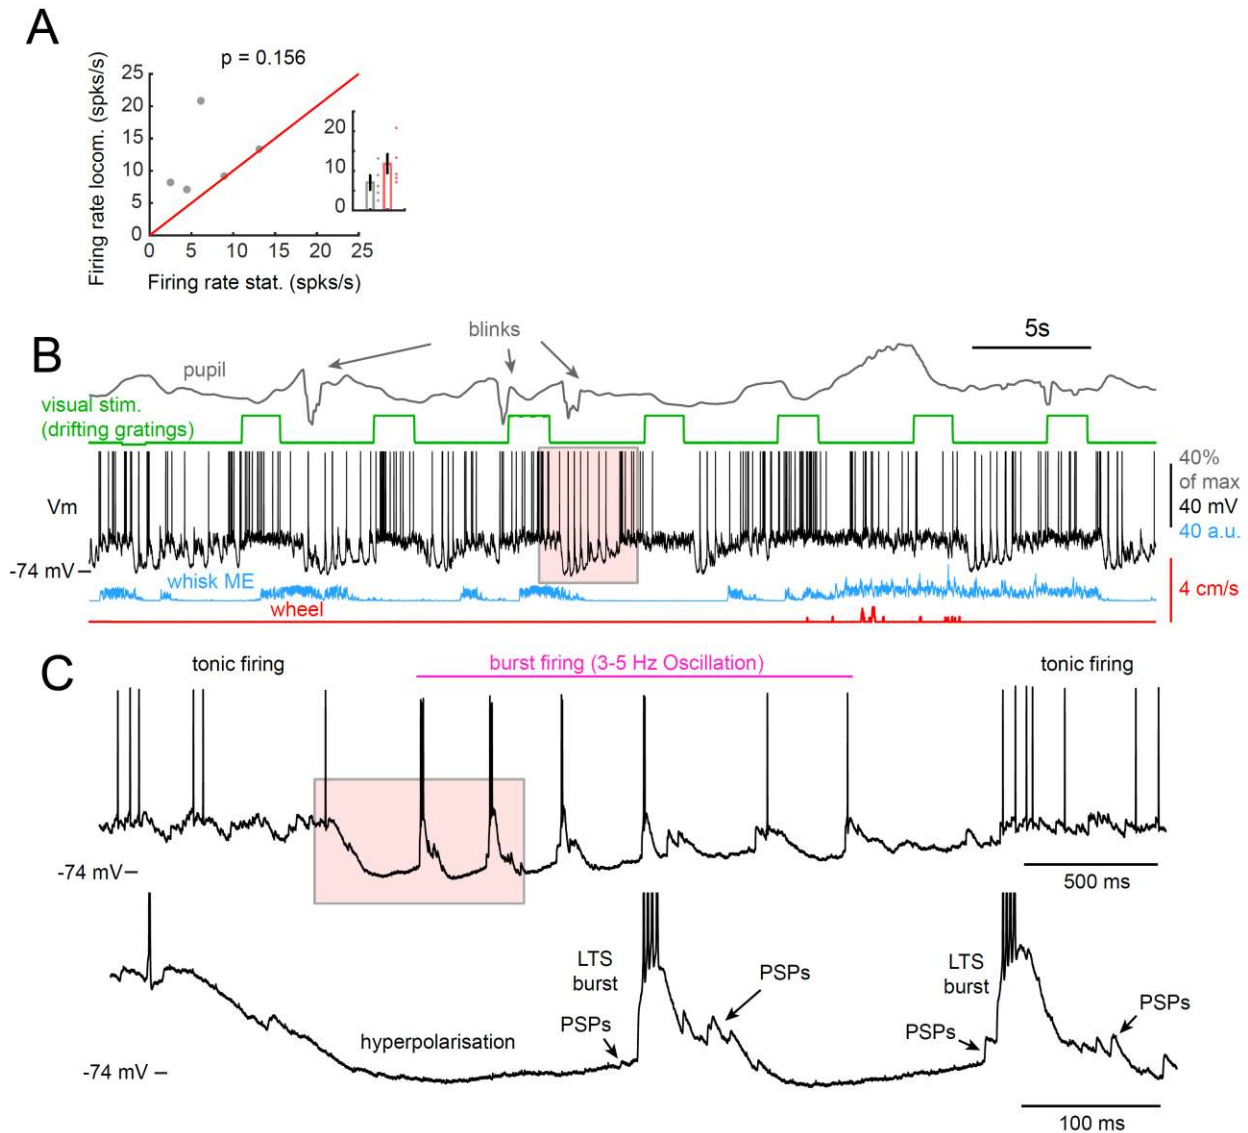 A
p = 0.156
Firing rate locom. (spks/s)
25
20
15
10
5
0
20
10
0
0 5 10 15 20 25
Firing rate stat. (spks/s)
B
blinks
5s
pupil
visual stim.
(drifting gratings)
40%
of max
Vm
40 mV
40 a.u.
-74 mV
whisk ME
4 cm/s
wheel
C
tonic firing
burst firing (3-5 Hz Oscillation)
tonic firing
-74 mV
500 ms
LTS
burst
PSPs
LTS
burst
PSPs
PSPs
PSPs
hyperpolarisation
-74 mV
100 ms